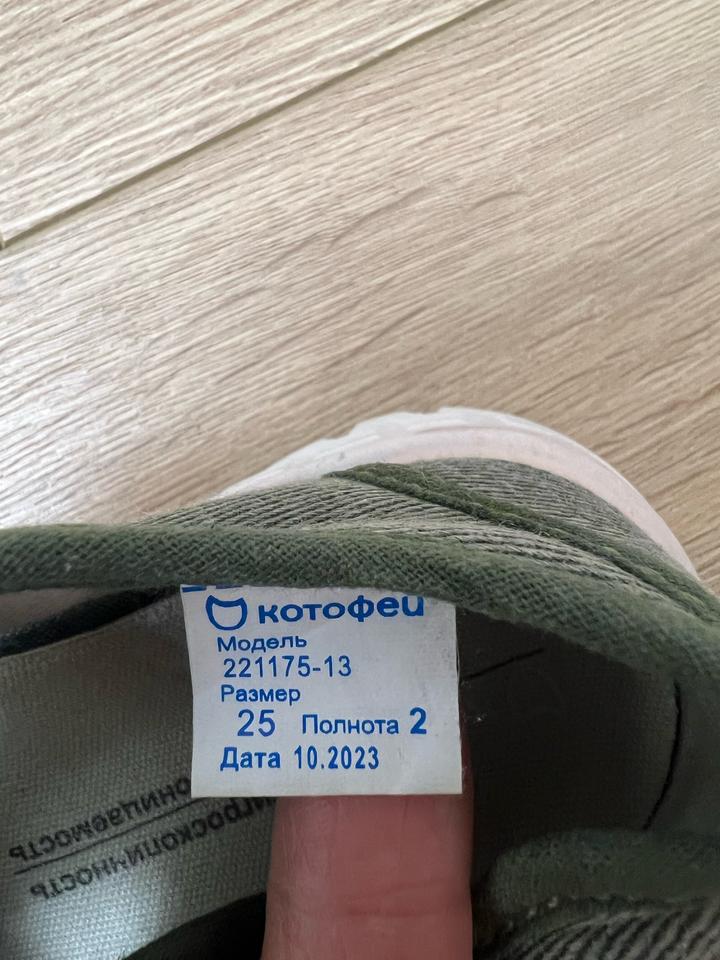 котофей
Модель
221175-13
Размер
25 Полнота 2
Дата 10.2023